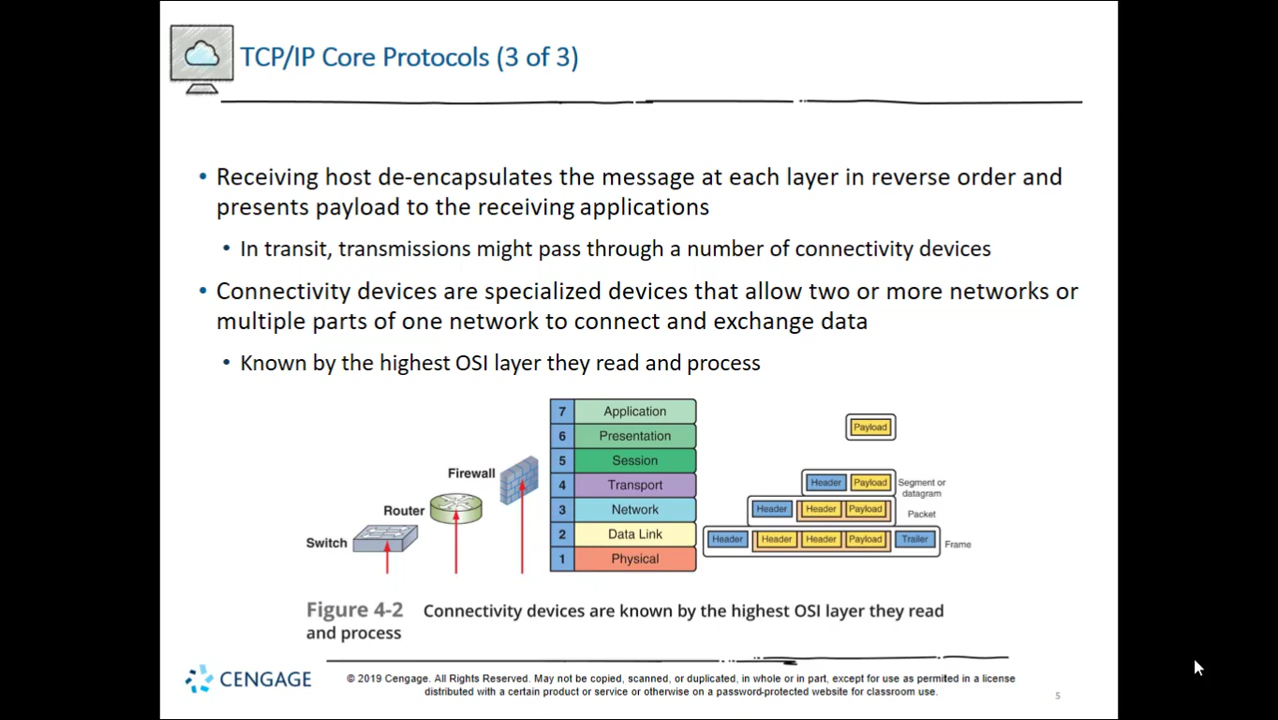 TCP/IP Core Protocols (3 of 3)
• Receiving host de-encapsulates the message at each layer in reverse order and
presents payload to the receiving applications
• In transit, transmissions might pass through a number of connectivity devices
• Connectivity devices are specialized devices that allow two or more networks or
multiple parts of one network to connect and exchange data
• Known by the highest OSI layer they read and process
Switch
Router
Firewall
7 Application
6 Presentation
5 Session
4 Transport
3 Network
2 Data Link
1 Physical
Payload
Header Payload Segment or
datagram
Header Header Payload Packet
Header Header Header Payload Trailer Frame
Figure 4-2 Connectivity devices are known by the highest OSI layer they read
and process
CENGAGE
© 2019 Cengage. All Rights Reserved. May not be copied, scanned, or duplicated, in whole or in part, except for use as permitted in a license
distributed with a certain product or service or otherwise on a password-protected website for classroom use.
5